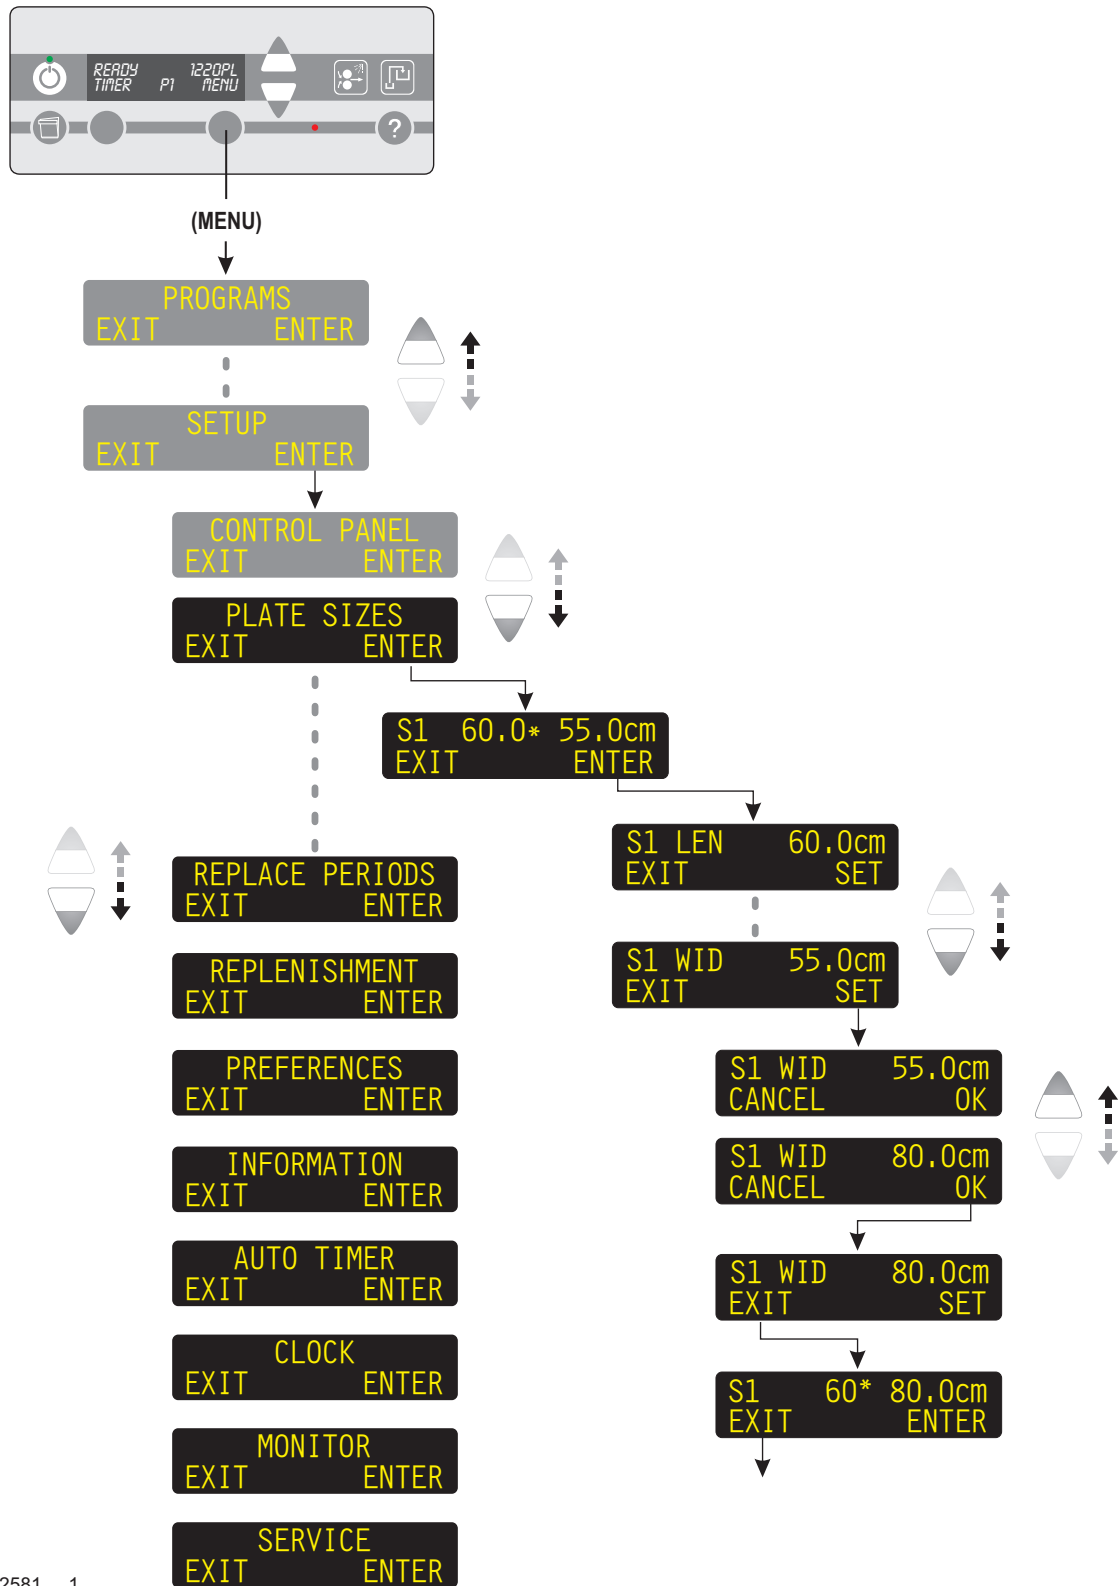 READY 1220PL
TIMER P1 MENU
?
(MENU)
PROGRAMS
EXIT ENTER
SETUP
EXIT ENTER
CONTROL PANEL
EXIT ENTER
PLATE SIZES
EXIT ENTER
S1 60.0* 55.0cm
EXIT ENTER
S1 LEN 60.0cm
EXIT SET
S1 WID 55.0cm
EXIT SET
S1 WID 55.0cm
CANCEL OK
S1 WID 80.0cm
CANCEL OK
S1 WID 80.0cm
EXIT SET
S1 60* 80.0cm
EXIT ENTER
REPLACE PERIODS
EXIT ENTER
REPLENISHMENT
EXIT ENTER
PREFERENCES
EXIT ENTER
INFORMATION
EXIT ENTER
AUTO TIMER
EXIT ENTER
CLOCK
EXIT ENTER
MONITOR
EXIT ENTER
SERVICE
EXIT ENTER
2581 1